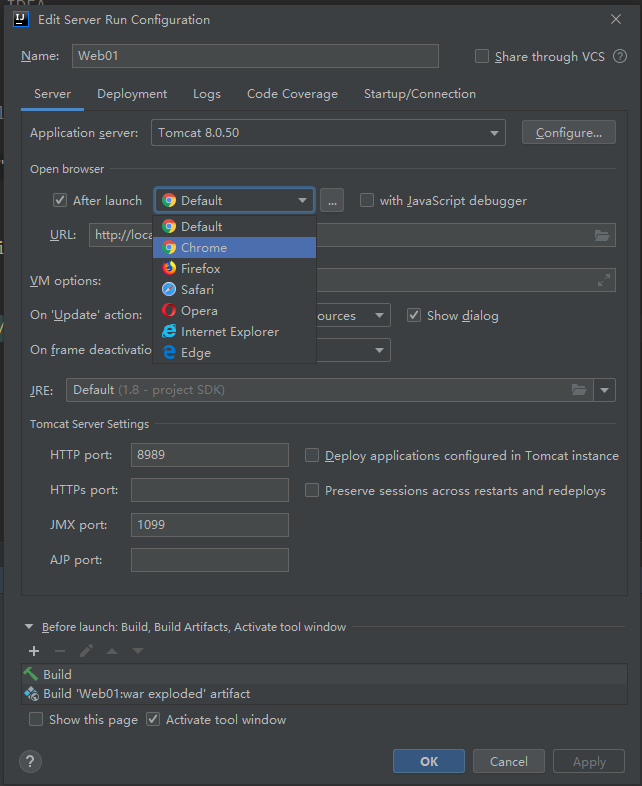 IDEA
Edit Server Run Configuration
Name: Web01 Share through VCS ?
Server Deployment Logs Code Coverage Startup/Connection
Application server: Tomcat 8.0.50 Configure...
Open browser
After launch Default ... with JavaScript debugger
Default
URL: http://loca
Chrome
Firefox
VM options:
Safari
On 'Update' action: ources Show dialog
Opera
Internet Explorer
On frame deactivatio
Edge
JRE: Default (1.8 - project SDK)
Tomcat Server Settings
HTTP port: 8989 Deploy applications configured in Tomcat instance
HTTPs port: Preserve sessions across restarts and redeploys
JMX port: 1099
AJP port:
Before launch: Build, Build Artifacts, Activate tool window
Build
Build 'Web01:war exploded' artifact
Show this page Activate tool window
? OK Cancel Apply